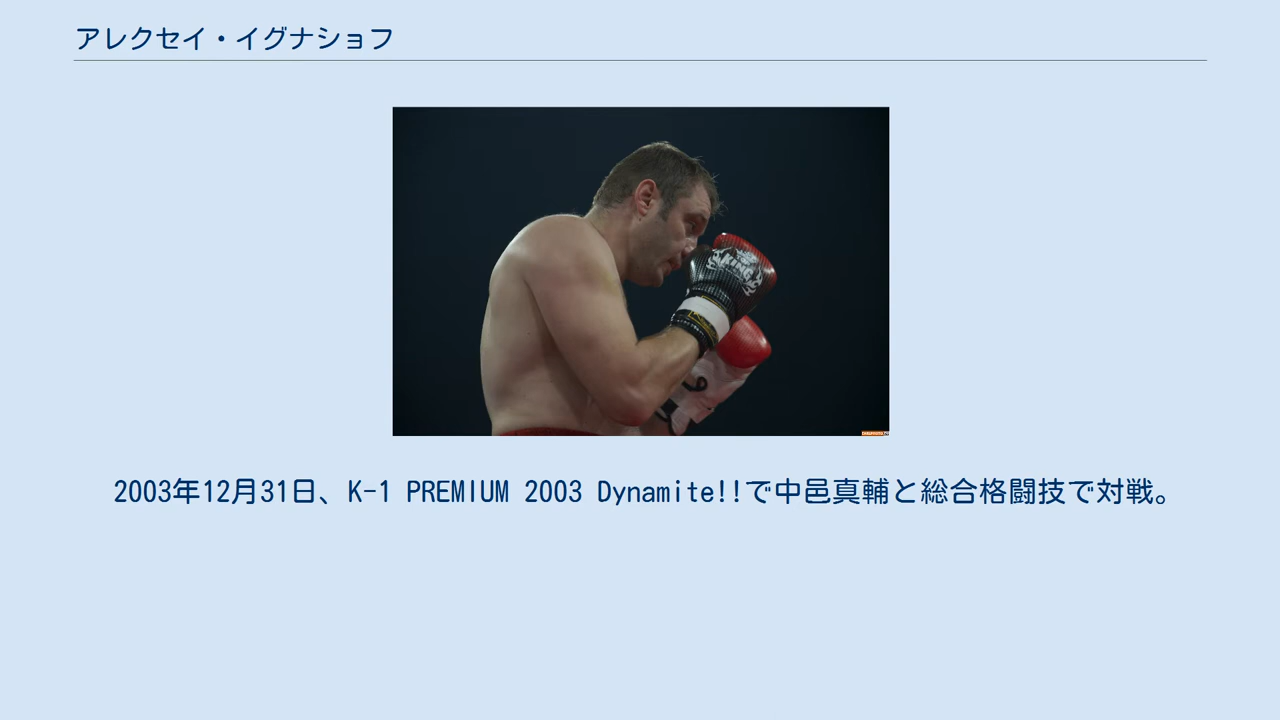 アレクセイ・イグナショフ
KING
2003年12月31日、K-1 PREMIUM 2003 Dynamite!!で中邑真輔と総合格闘技で対戦。